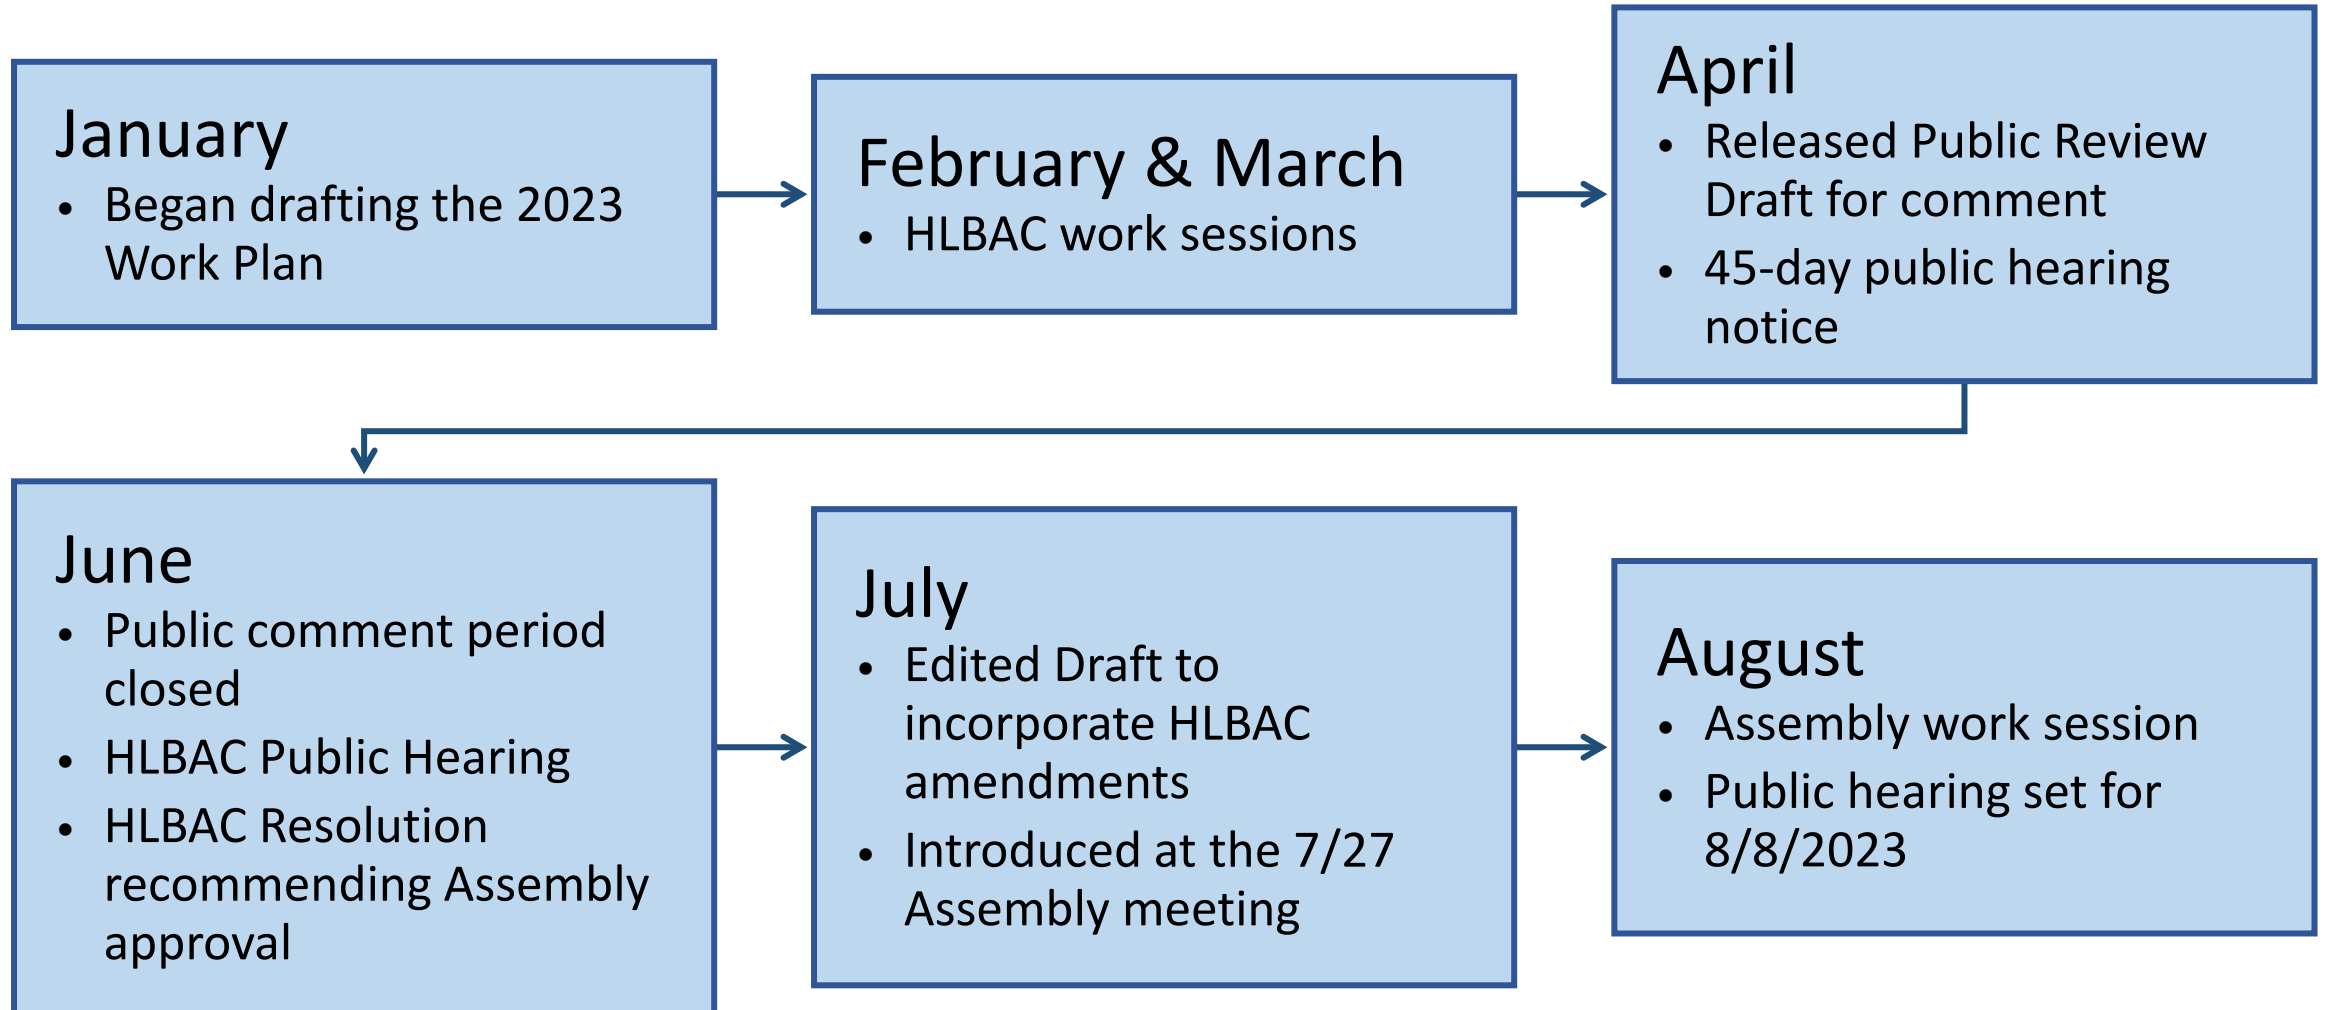 January
• Began drafting the 2023
Work Plan
February & March
• HLBAC work sessions
April
• Released Public Review
Draft for comment
• 45-day public hearing
notice
June
• Public comment period
closed
• HLBAC Public Hearing
• HLBAC Resolution
recommending Assembly
approval
July
• Edited Draft to
incorporate HLBAC
amendments
• Introduced at the 7/27
Assembly meeting
August
• Assembly work session
• Public hearing set for
8/8/2023